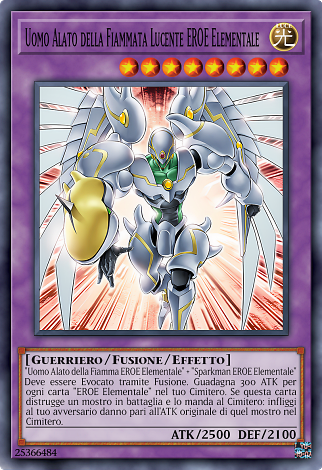 Uomo Alato della Fiammata Lucente EROE Elementale
光
[Guerriero/Fusione/Effetto]
"Uomo Alato della Fiamma EROE Elementale" + "Sparkman EROE Elementale"
Deve essere Evocato tramite Fusione. Guadagna 300 ATK per
ogni carta "EROE Elementale" nel tuo Cimitero. Se questa carta
distrugge un mostro in battaglia e lo manda al Cimitero: infliggi
al tuo avversario danno pari all'ATK originale di quel mostro nel
Cimitero.
ATK/2500 DEF/2100
25366484